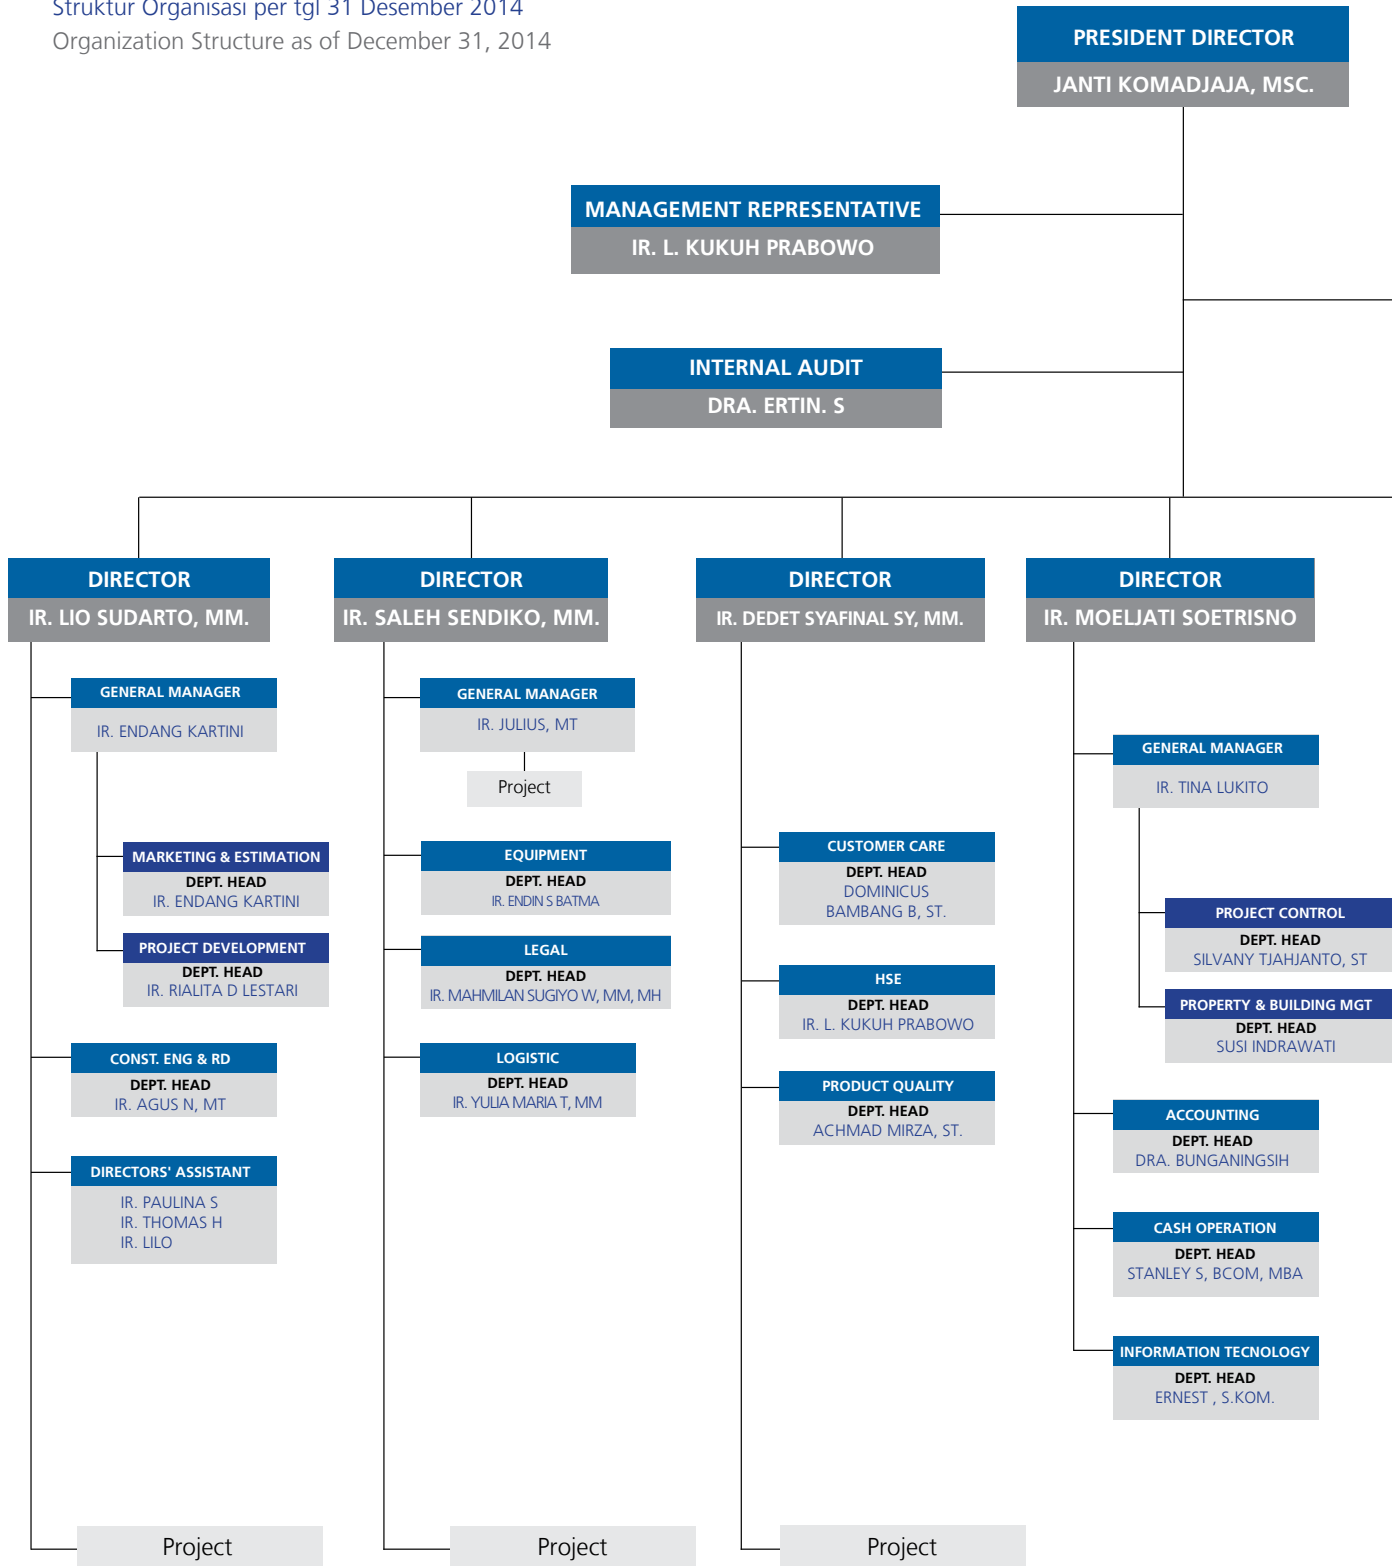 Struktur Organisasi per tgl 31 Desember 2014
Organization Structure as of December 31, 2014
PRESIDENT DIRECTOR
JANTI KOMADJAJA, MSC.
MANAGEMENT REPRESENTATIVE
IR. L. KUKUH PRABOWO
INTERNAL AUDIT
DRA. ERTIN. S
DIRECTOR
IR. LIO SUDARTO, MM.
GENERAL MANAGER
IR. ENDANG KARTINI
MARKETING & ESTIMATION
DEPT. HEAD
IR. ENDANG KARTINI
PROJECT DEVELOPMENT
DEPT. HEAD
IR. RIALITA D LESTARI
CONST. ENG & RD
DEPT. HEAD
IR. AGUS N, MT
DIRECTORS' ASSISTANT
IR. PAULINA S
IR. THOMAS H
IR. LILO
Project
DIRECTOR
IR. SALEH SENDIKO, MM.
GENERAL MANAGER
IR. JULIUS, MT
Project
EQUIPMENT
DEPT. HEAD
IR. ENDIN S BATMA
LEGAL
DEPT. HEAD
IR. MAHMILAN SUGIYO W, MM, MH
LOGISTIC
DEPT. HEAD
IR. YULIA MARIA T, MM
Project
DIRECTOR
IR. DEDET SYAFINAL SY, MM.
CUSTOMER CARE
DEPT. HEAD
DOMINICUS
BAMBANG B, ST.
HSE
DEPT. HEAD
IR. L. KUKUH PRABOWO
PRODUCT QUALITY
DEPT. HEAD
ACHMAD MIRZA, ST.
Project
DIRECTOR
IR. MOELJATI SOETRISNO
GENERAL MANAGER
IR. TINA LUKITO
PROJECT CONTROL
DEPT. HEAD
SILVANY TJAHJANTO, ST
PROPERTY & BUILDING MGT
DEPT. HEAD
SUSI INDRAWATI
ACCOUNTING
DEPT. HEAD
DRA. BUNGANINGSIH
CASH OPERATION
DEPT. HEAD
STANLEY S, BCOM, MBA
INFORMATION TECNOLOGY
DEPT. HEAD
ERNEST , S.KOM.